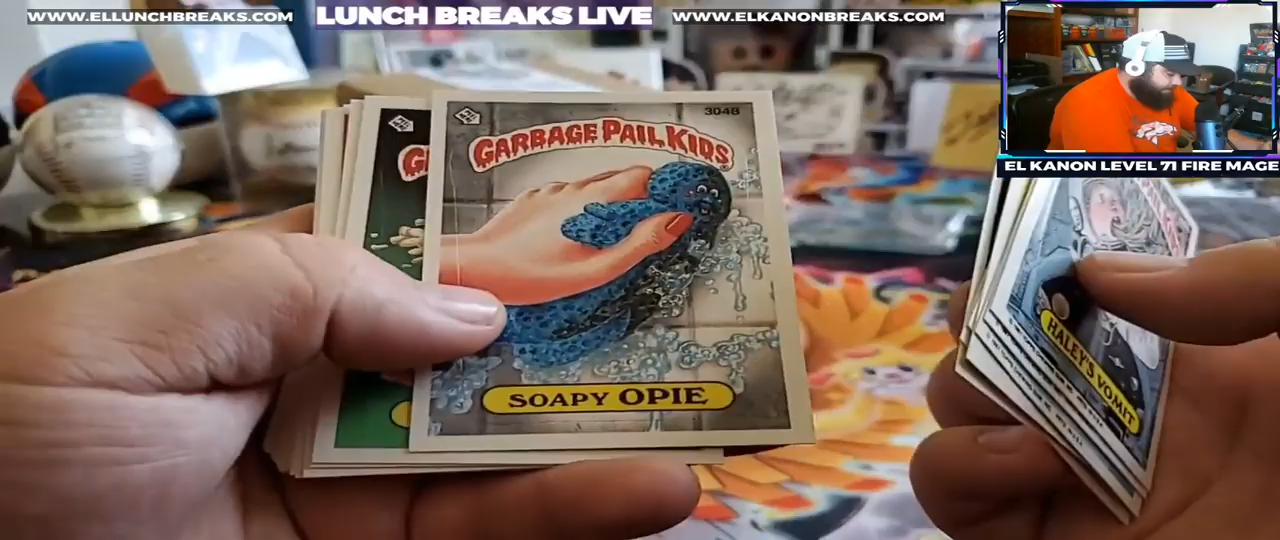 WWW.ELLUNCHBREAKS.COM
LUNCH BREAKS LIVE
WWW.ELKANONBREAKS.COM
EL KANON LEVEL 71 FIRE MAGE
304B
GARBAGE PAIL KIDS
SOAPY OPIE
HALEY'S VOMIT